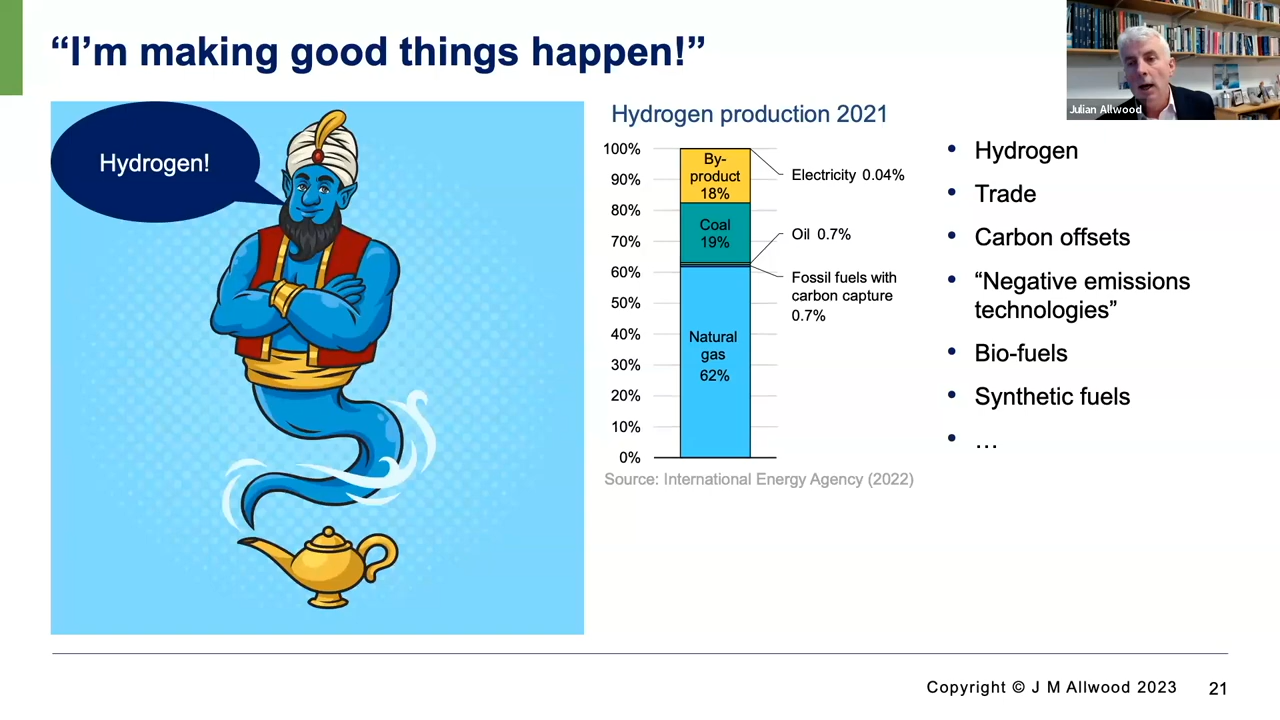 “I’m making good things happen!”
Julian Allwood
Hydrogen!
Hydrogen production 2021
100%
90%
80%
70%
60%
50%
40%
30%
20%
10%
0%
By-
product
18%
Coal
19%
Natural
gas
62%
Electricity 0.04%
Oil 0.7%
Fossil fuels with
carbon capture
0.7%
Source: International Energy Agency (2022)
• Hydrogen
• Trade
• Carbon offsets
• “Negative emissions
technologies”
• Bio-fuels
• Synthetic fuels
• …
Copyright © J M Allwood 2023
21